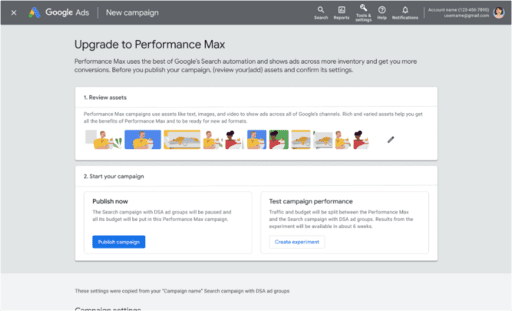 Google Ads
New campaign
Search
Reports
Tools & settings
Help
Notifications
Account name (123-456-7890)
username@gmail.com
Upgrade to Performance Max
Performance Max uses the best of Google's Search automation and shows ads across more inventory and get you more
conversions. Before you publish your campaign, (review/add) assets and confirm its settings.
1. Review assets
Performance Max campaigns use assets like text, images, and video to show ads across all of Google's channels. Rich and varied assets help you get
all the benefits of Performance Max and to be ready for new ad formats.
2. Start your campaign
Publish now
The Search campaign with DSA ad groups will be paused and
all its budget will be put in this Performance Max campaign.
Publish campaign
Test campaign performance
Traffic and budget will be split between the Performance Max
and the Search campaign with DSA ad groups. Results from the
experiment will be available in about 6 weeks.
Create experiment
These settings were copied from your "Campaign name" Search campaign with DSA ad groups
Campaign settings